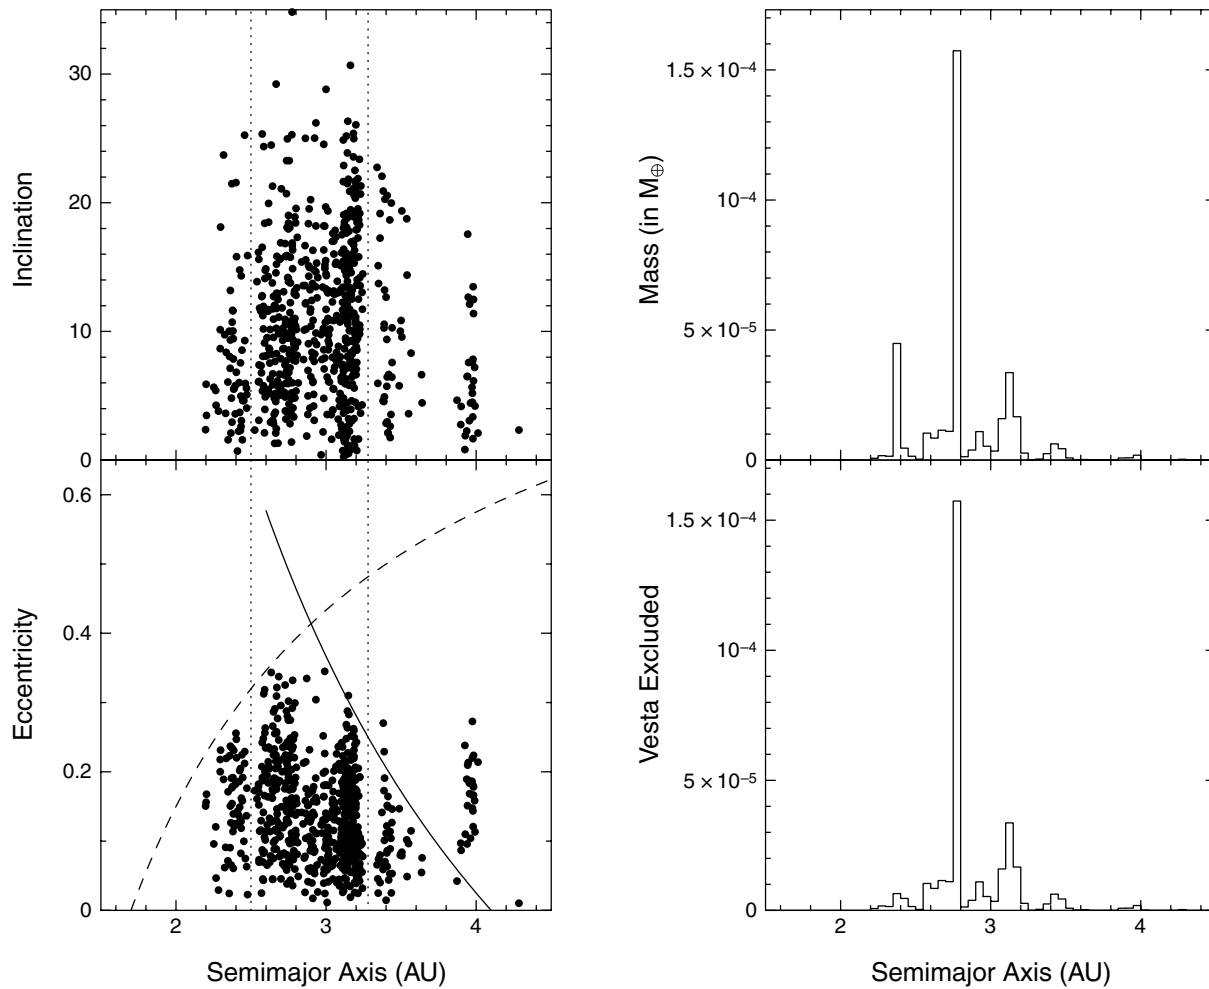 30
20
10
0
Inclination
0.6
0.4
0.2
0
Eccentricity
2
3
4
Semimajor Axis (AU)
1.5 × 10⁻⁴
10⁻⁴
5 × 10⁻⁵
0
Mass (in M⊕)
1.5 × 10⁻⁴
10⁻⁴
5 × 10⁻⁵
0
Vesta Excluded
2
3
4
Semimajor Axis (AU)